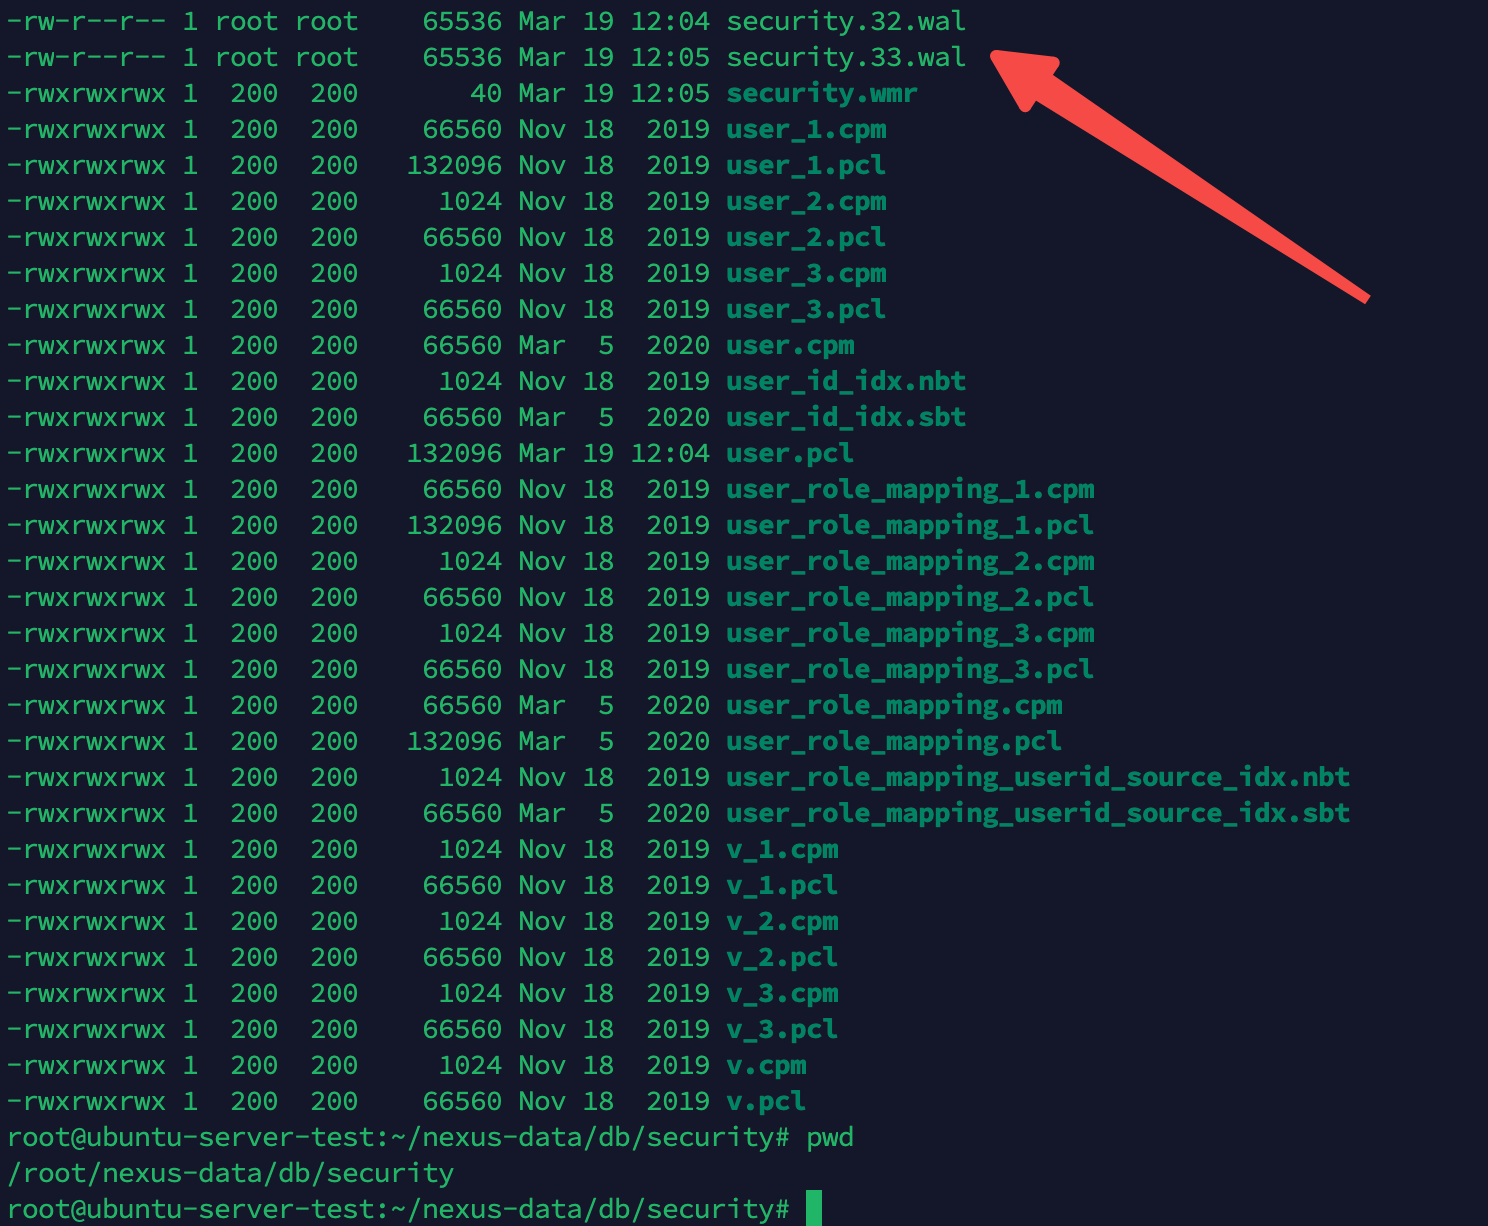 -rw-r--r-- 1 root root    65536 Mar 19 12:04 security.32.wal
-rw-r--r-- 1 root root    65536 Mar 19 12:05 security.33.wal
-rwxrwxrwx 1  200  200       40 Mar 19 12:05 security.wmr
-rwxrwxrwx 1  200  200    66560 Nov 18  2019 user_1.cpm
-rwxrwxrwx 1  200  200   132096 Nov 18  2019 user_1.pcl
-rwxrwxrwx 1  200  200     1024 Nov 18  2019 user_2.cpm
-rwxrwxrwx 1  200  200    66560 Nov 18  2019 user_2.pcl
-rwxrwxrwx 1  200  200     1024 Nov 18  2019 user_3.cpm
-rwxrwxrwx 1  200  200    66560 Nov 18  2019 user_3.pcl
-rwxrwxrwx 1  200  200    66560 Mar  5  2020 user.cpm
-rwxrwxrwx 1  200  200     1024 Nov 18  2019 user_id_idx.nbt
-rwxrwxrwx 1  200  200    66560 Mar  5  2020 user_id_idx.sbt
-rwxrwxrwx 1  200  200   132096 Mar 19 12:04 user.pcl
-rwxrwxrwx 1  200  200    66560 Nov 18  2019 user_role_mapping_1.cpm
-rwxrwxrwx 1  200  200   132096 Nov 18  2019 user_role_mapping_1.pcl
-rwxrwxrwx 1  200  200     1024 Nov 18  2019 user_role_mapping_2.cpm
-rwxrwxrwx 1  200  200    66560 Nov 18  2019 user_role_mapping_2.pcl
-rwxrwxrwx 1  200  200     1024 Nov 18  2019 user_role_mapping_3.cpm
-rwxrwxrwx 1  200  200    66560 Nov 18  2019 user_role_mapping_3.pcl
-rwxrwxrwx 1  200  200    66560 Mar  5  2020 user_role_mapping.cpm
-rwxrwxrwx 1  200  200   132096 Mar  5  2020 user_role_mapping.pcl
-rwxrwxrwx 1  200  200     1024 Nov 18  2019 user_role_mapping_userid_source_idx.nbt
-rwxrwxrwx 1  200  200    66560 Mar  5  2020 user_role_mapping_userid_source_idx.sbt
-rwxrwxrwx 1  200  200     1024 Nov 18  2019 v_1.cpm
-rwxrwxrwx 1  200  200    66560 Nov 18  2019 v_1.pcl
-rwxrwxrwx 1  200  200     1024 Nov 18  2019 v_2.cpm
-rwxrwxrwx 1  200  200    66560 Nov 18  2019 v_2.pcl
-rwxrwxrwx 1  200  200     1024 Nov 18  2019 v_3.cpm
-rwxrwxrwx 1  200  200    66560 Nov 18  2019 v_3.pcl
-rwxrwxrwx 1  200  200     1024 Nov 18  2019 v.cpm
-rwxrwxrwx 1  200  200    66560 Nov 18  2019 v.pcl
root@ubuntu-server-test:~/nexus-data/db/security# pwd
/root/nexus-data/db/security
root@ubuntu-server-test:~/nexus-data/db/security#